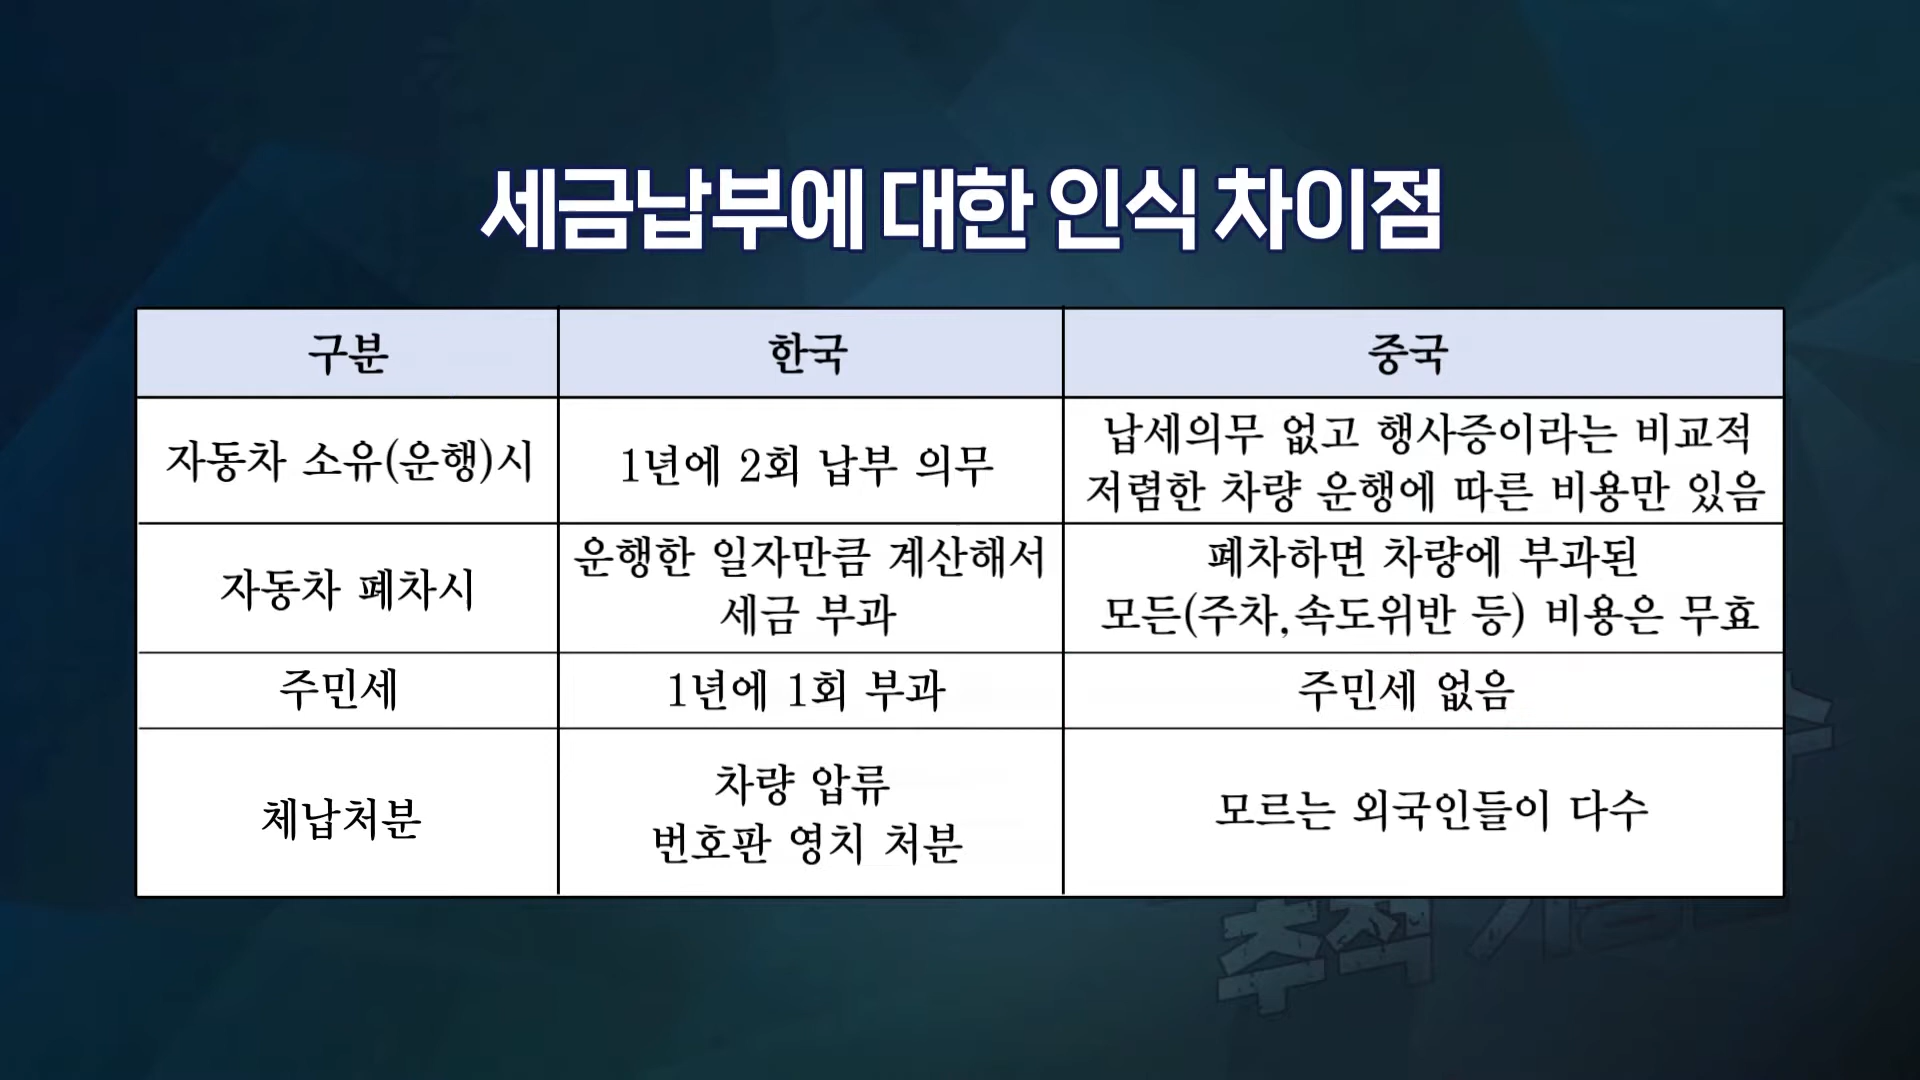 세금납부에 대한 인식 차이점
구분
한국
중국
자동차 소유(운행)시
1년에 2회 납부 의무
납세의무 없고 행사증이라는 비교적
저렴한 차량 운행에 따른 비용만 있음
자동차 폐차시
운행한 일자만큼 계산해서
세금 부과
폐차하면 차량에 부과된
모든(주차,속도위반 등) 비용은 무효
주민세
1년에 1회 부과
주민세 없음
체납처분
차량 압류
번호판 영치 처분
모르는 외국인들이 다수
추적